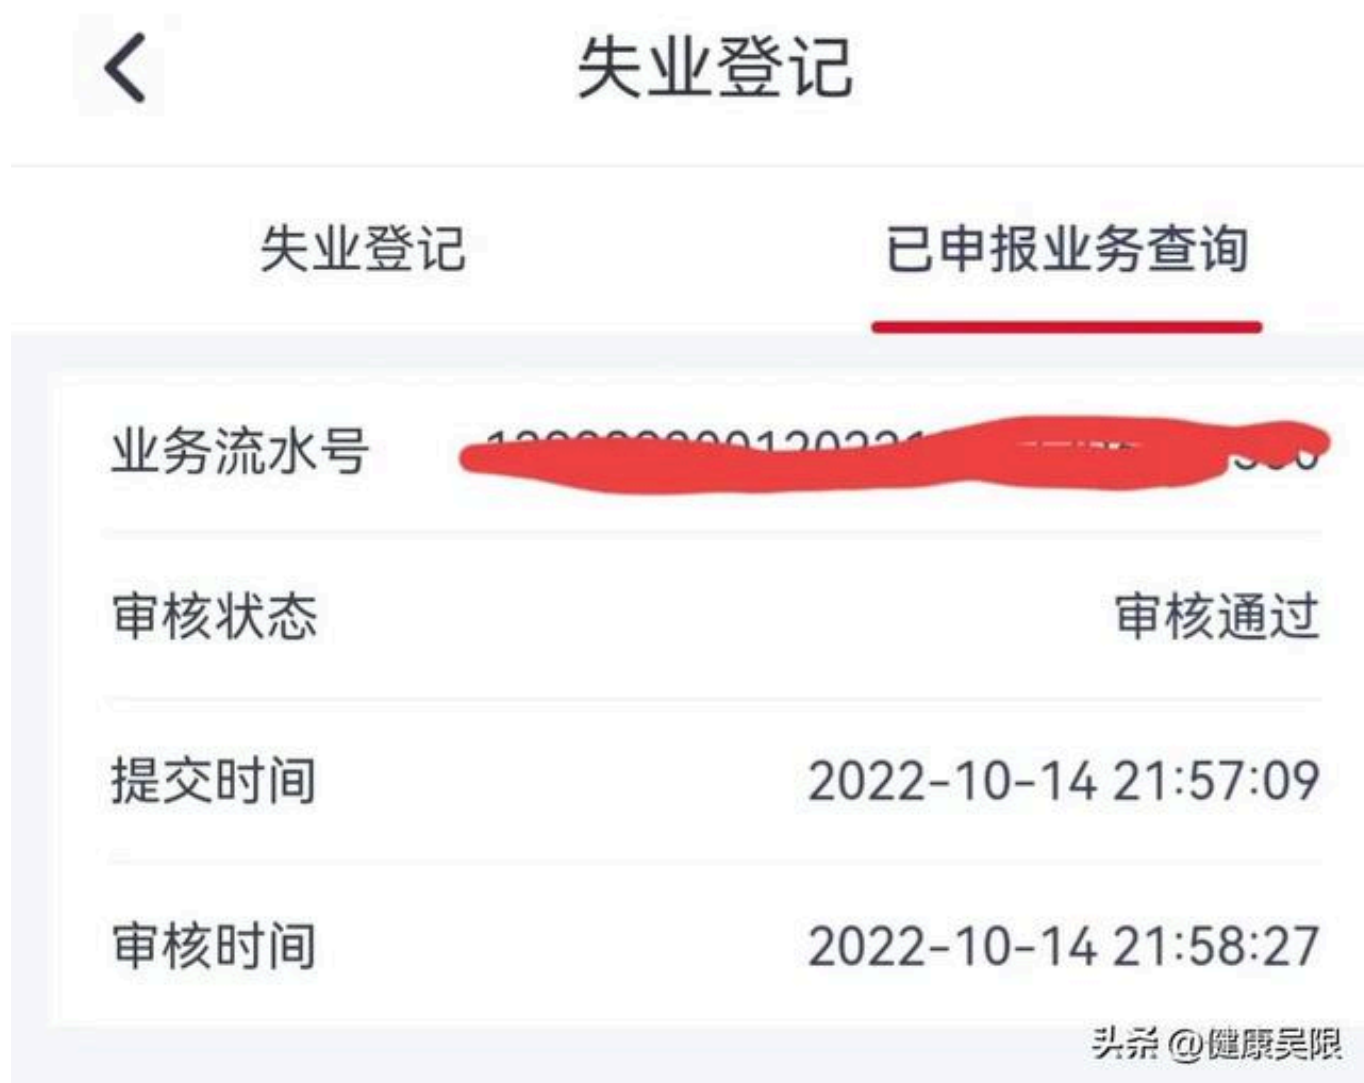 失业登记
失业登记
已申报业务查询
业务流水号
审核状态
审核通过
提交时间
2022-10-14 21:57:09
审核时间
2022-10-14 21:58:27
头条 @健康吴限